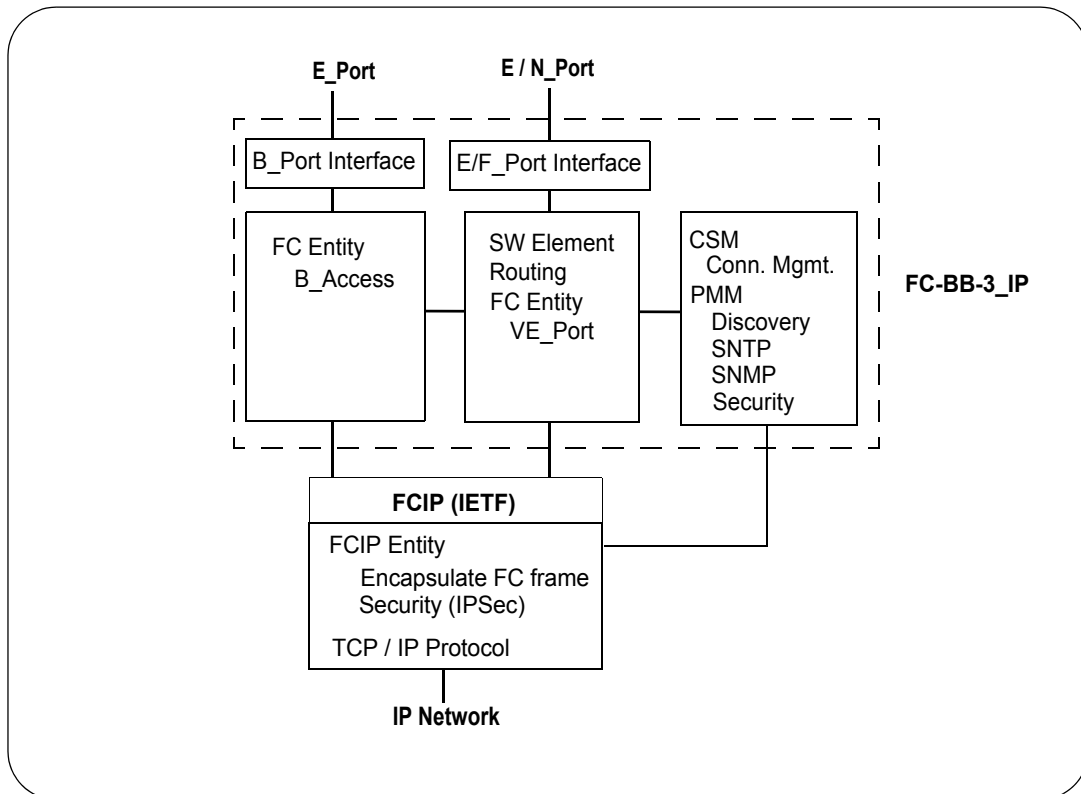 E_Port
E / N_Port
B_Port Interface
E/F_Port Interface
FC Entity
B_Access
SW Element
Routing
FC Entity
VE_Port
CSM
Conn. Mgmt.
PMM
Discovery
SNTP
SNMP
Security
FC-BB-3_IP
FCIP (IETF)
FCIP Entity
Encapsulate FC frame
Security (IPSec)
TCP / IP Protocol
IP Network